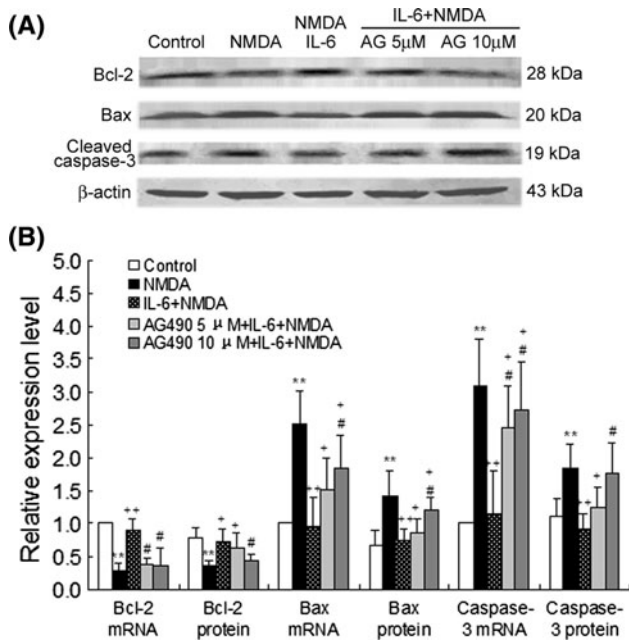 (A)
Control NMDA NMDA IL-6 IL-6+NMDA AG 5μM AG 10μM
Bcl-2 28 kDa
Bax 20 kDa
Cleaved caspase-3 19 kDa
β-actin 43 kDa
(B)
Relative expression level
5.0
4.5
4.0
3.5
3.0
2.5
2.0
1.5
1.0
0.5
0.0
Control
NMDA
IL-6+NMDA
AG490 5 μM+IL-6+NMDA
AG490 10 μM+IL-6+NMDA
** ++ # #
** + + #
** ++ + + #
** ++ + + #
** ++ + # + #
** ++ + #
Bcl-2 mRNA
Bcl-2 protein
Bax mRNA
Bax protein
Caspase-3 mRNA
Caspase-3 protein